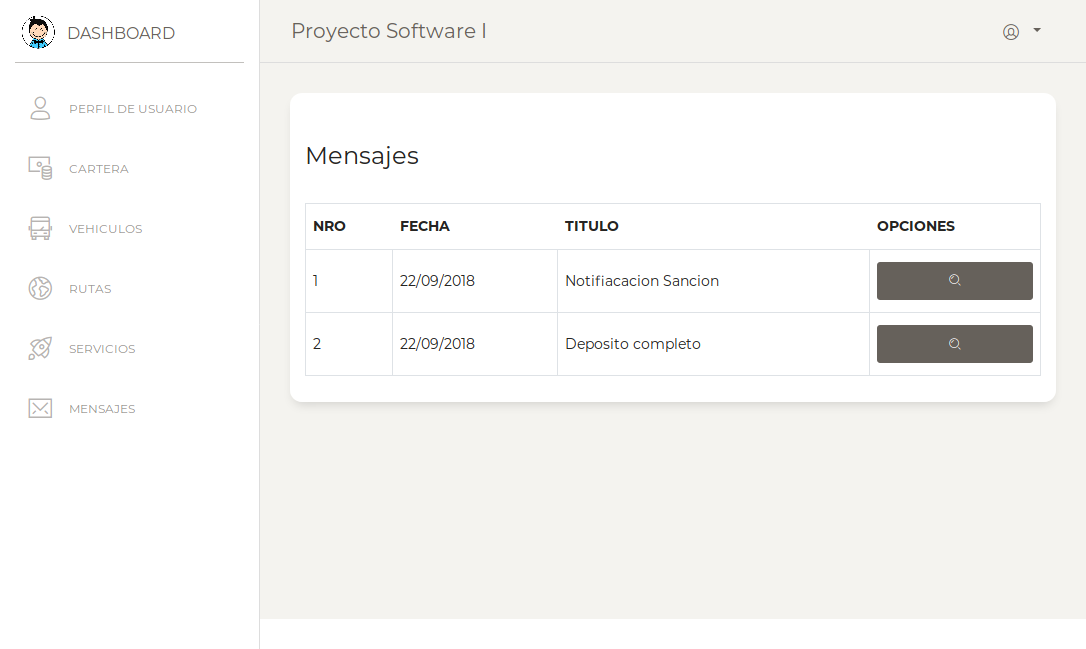 DASHBOARD
PERFIL DE USUARIO
CARTERA
VEHICULOS
RUTAS
SERVICIOS
MENSAJES
Proyecto Software I
Mensajes
NRO FECHA TITULO OPCIONES
1 22/09/2018 Notifiacacion Sancion
2 22/09/2018 Deposito completo